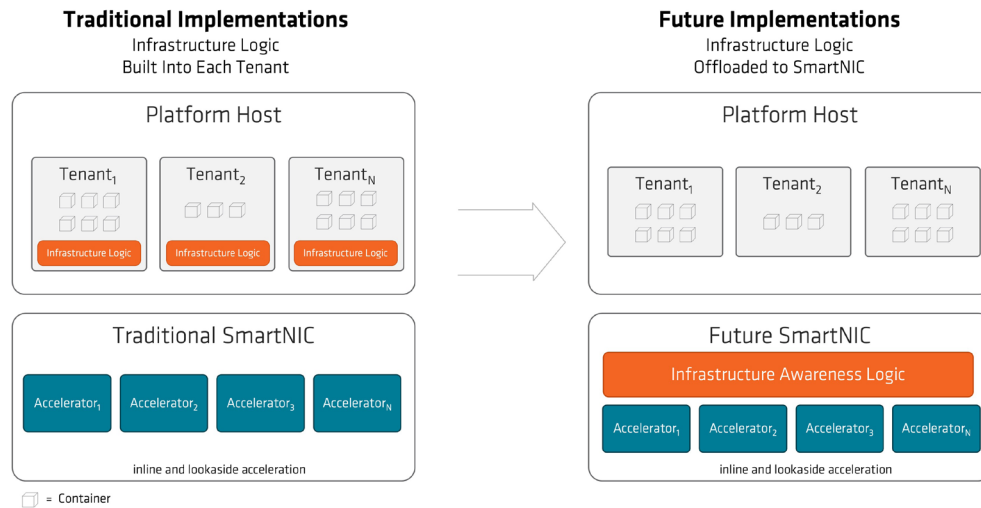 Traditional Implementations
Infrastructure Logic
Built Into Each Tenant
Platform Host
Tenant1
Tenant2
TenantN
Infrastructure Logic
Infrastructure Logic
Infrastructure Logic
Traditional SmartNIC
Accelerator1
Accelerator2
Accelerator3
AcceleratorN
inline and lookaside acceleration
= Container
Future Implementations
Infrastructure Logic
Offloaded to SmartNIC
Platform Host
Tenant1
Tenant2
TenantN
Future SmartNIC
Infrastructure Awareness Logic
Accelerator1
Accelerator2
Accelerator3
AcceleratorN
inline and lookaside acceleration